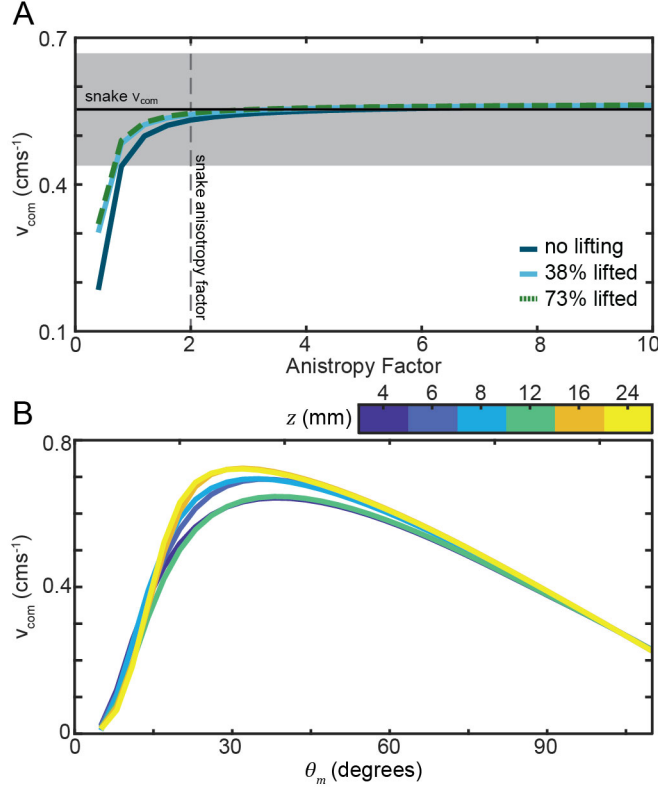 A
0.7
0.4
0.1
v_com (cms⁻¹)
snake v_com
snake anisotropy factor
no lifting
38% lifted
73% lifted
0 2 4 6 8 10
Anistropy Factor
B
z (mm)
4 6 8 12 16 24
0.8
0.4
0
v_com (cms⁻¹)
0 30 60 90
θ_m (degrees)